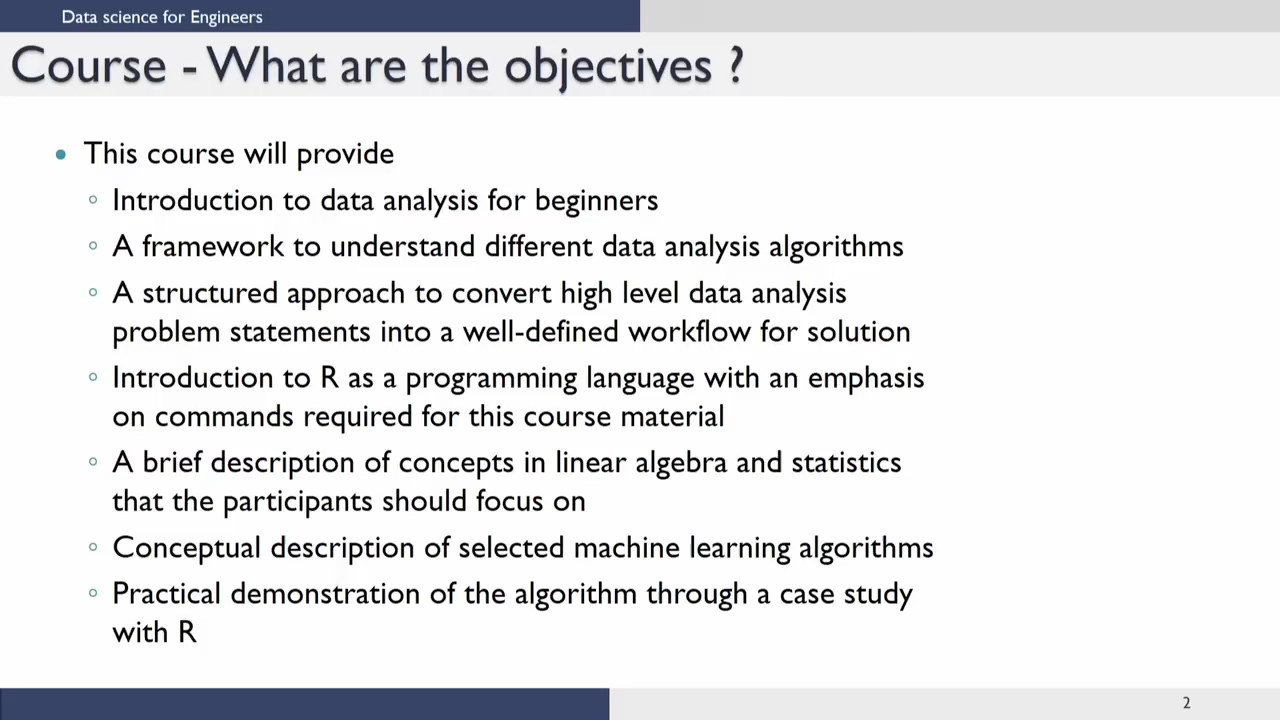 Data science for Engineers
Course - What are the objectives ?
• This course will provide
◦ Introduction to data analysis for beginners
◦ A framework to understand different data analysis algorithms
◦ A structured approach to convert high level data analysis
problem statements into a well-defined workflow for solution
◦ Introduction to R as a programming language with an emphasis
on commands required for this course material
◦ A brief description of concepts in linear algebra and statistics
that the participants should focus on
◦ Conceptual description of selected machine learning algorithms
◦ Practical demonstration of the algorithm through a case study
with R
2